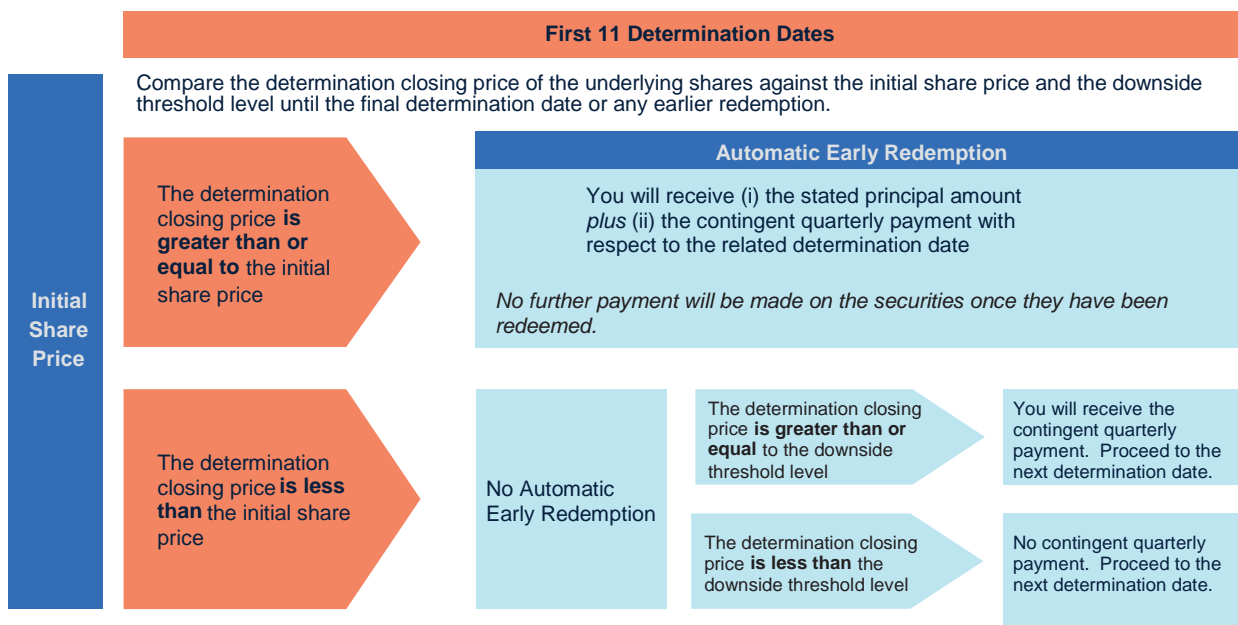 First 11 Determination Dates
Compare the determination closing price of the underlying shares against the initial share price and the downside
threshold level until the final determination date or any earlier redemption.
Initial
Share
Price
The determination
closing price is
greater than or
equal to the initial
share price
Automatic Early Redemption
You will receive (i) the stated principal amount
plus (ii) the contingent quarterly payment with
respect to the related determination date
No further payment will be made on the securities once they have been
redeemed.
The determination
closing price is less
than the initial share
price
No Automatic
Early Redemption
The determination closing
price is greater than or
equal to the downside
threshold level
You will receive the
contingent quarterly
payment.  Proceed to the
next determination date.
The determination closing
price is less than the
downside threshold level
No contingent quarterly
payment.  Proceed to the
next determination date.